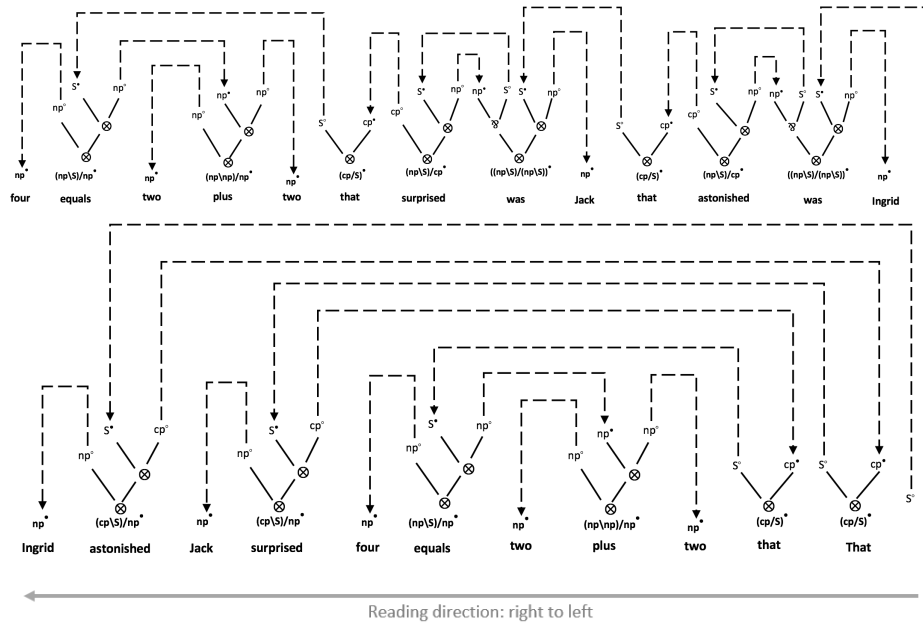 S• np° np• np° S• np° np• S° S• np° S• np° np• S° S• np°
np° np° S° cp• cp° ⅋ S° cp• cp° ⅋
⊗ ⊗ ⊗ ⊗ ⊗ ⊗
np• ⊗ (np\S)/np• np• ⊗ (np\np)/np• np• ⊗ (cp/S)• ⊗ (np\S)/cp• ⊗ ((np\S)/(np\S))• np• ⊗ (cp/S)• ⊗ (np\S)/cp• ⊗ ((np\S)/(np\S))• np•
four equals two plus two that surprised was Jack that astonished was Ingrid
S• cp° S• cp° S• np° np• np°
np° np° np° np° S° cp• S° cp• S°
⊗ ⊗ ⊗ ⊗
np• ⊗ (cp\S)/np• np• ⊗ (cp\S)/np• np• ⊗ (np\S)/np• np• ⊗ (np\np)/np• np• ⊗ (cp/S)• ⊗ (cp/S)•
Ingrid astonished Jack surprised four equals two plus two that That
Reading direction: right to left